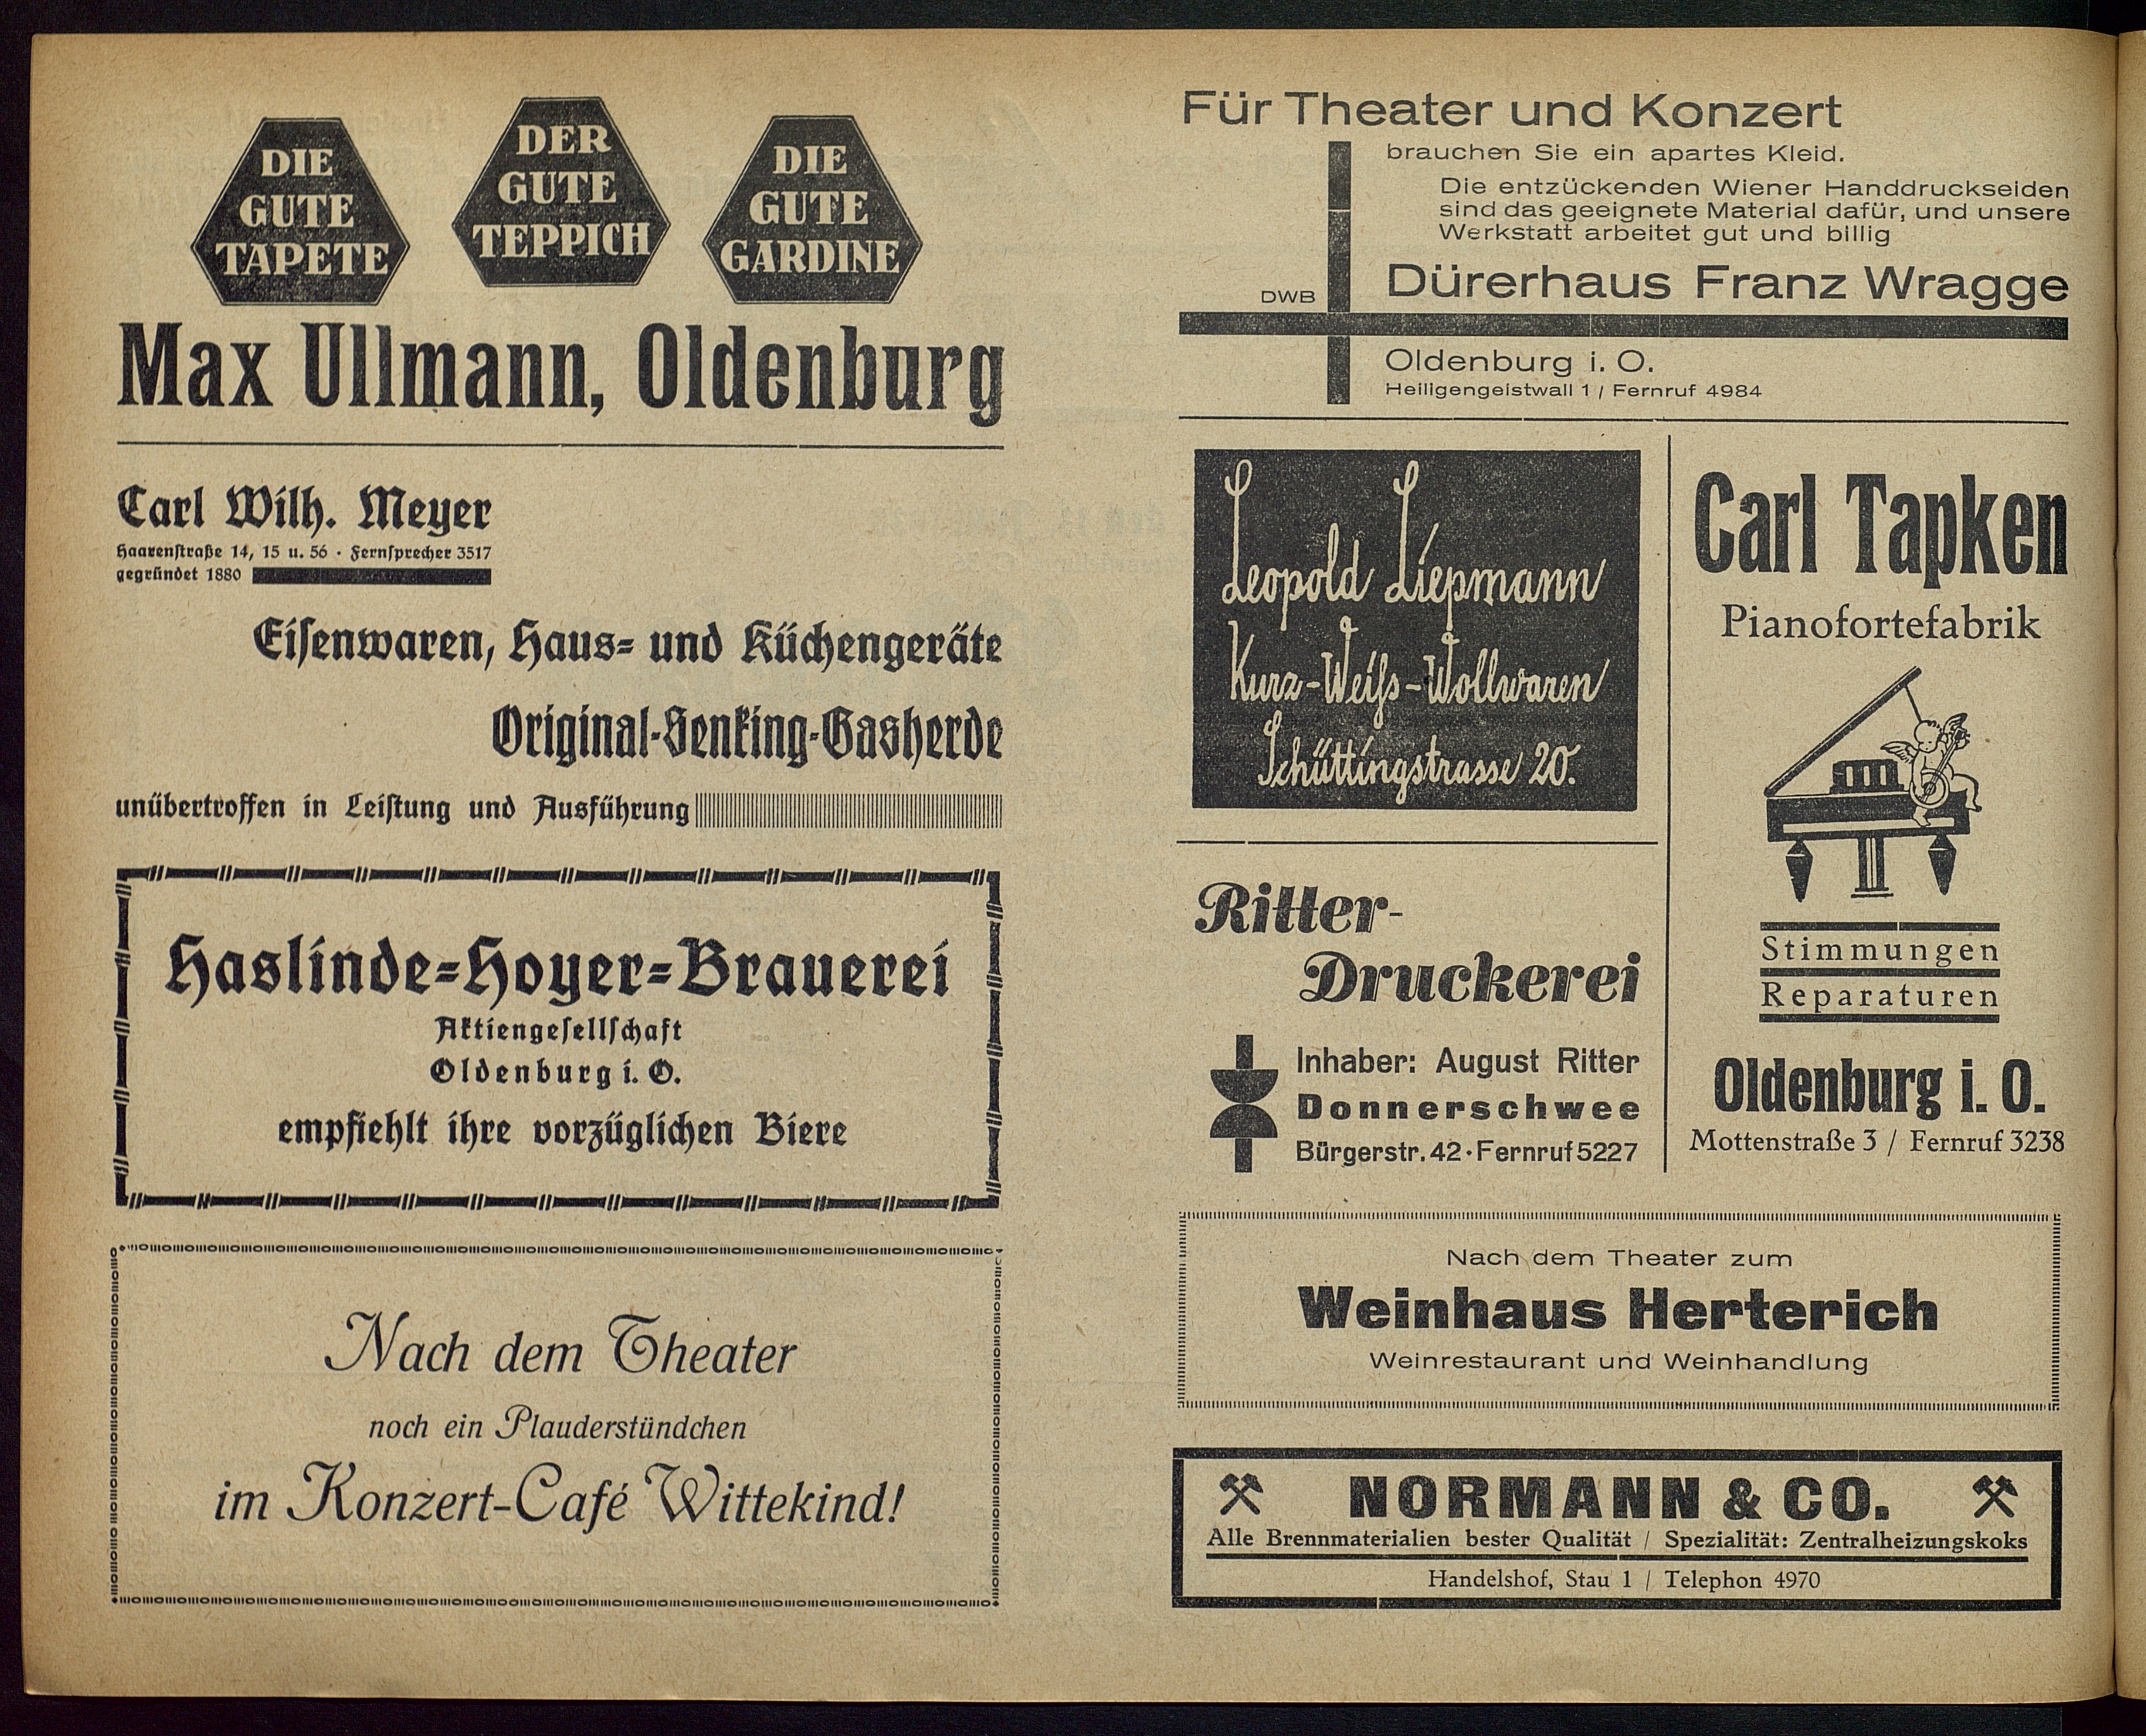 DIE
GUTE
TAPETE
DER
GUTE
TEPPICH
DIE
GUTE
GARDINE
Max Ullmann, Oldenburg
Carl Wilh. Meyer
Haarenſtraße 14, 15 u. 56 · Fernſprecher 3517
gegründet 1880
Eiſenwaren, Haus- und Küchengeräte
Original-Senking-Gasherde
unübertroffen in Leiſtung und Ausführung
Haslinde-Hoyer-Brauerei
Aktiengeſellſchaft
Oldenburg i. O.
empfiehlt ihre vorzüglichen Biere
Nach dem Theater
noch ein Plauderstündchen
im Konzert-Café Wittekind!
Für Theater und Konzert
brauchen Sie ein apartes Kleid.
Die entzückenden Wiener Handdruckseiden
sind das geeignete Material dafür, und unsere
Werkstatt arbeitet gut und billig
DWB
Dürerhaus Franz Wragge
Oldenburg i. O.
Heiligengeistwall 1 / Fernruf 4984
Leopold Liepmann
Kurz-Weiſs-Wollwaren
Schüttingstrasse 20.
Ritter-
Druckerei
Inhaber: August Ritter
Donnerschwee
Bürgerstr. 42 · Fernruf 5227
Carl Tapken
Pianofortefabrik
Stimmungen
Reparaturen
Oldenburg i. O.
Mottenstraße 3 / Fernruf 3238
Nach dem Theater zum
Weinhaus Herterich
Weinrestaurant und Weinhandlung
NORMANN & CO.
Alle Brennmaterialien bester Qualität / Spezialität: Zentralheizungskoks
Handelshof, Stau 1 / Telephon 4970